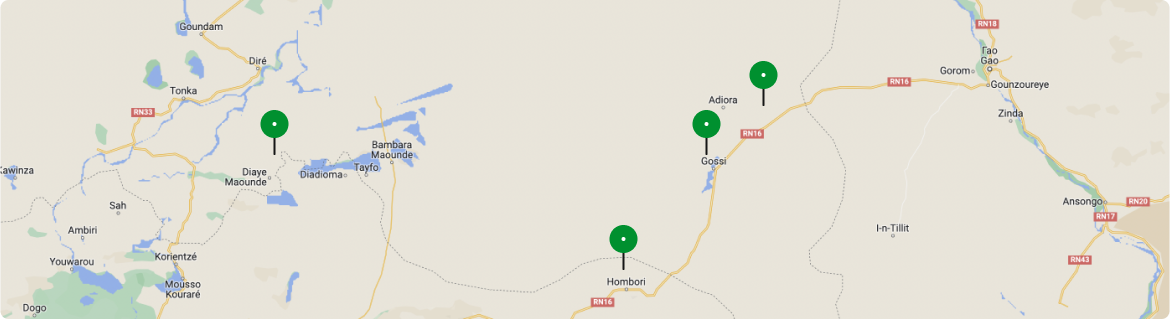 Goundam
RN18
Гао
Gao
Diré
Gorom
RN16
Gounzoureye
Tonka
Adiora
RN33
Zinda
RN16
Bambara
Maounde
Gossi
Kawinza
Diaye
Maounde
Diadioma
Tayfo
Sah
Ansongo
RN20
RN17
Ambiri
I-n-Tillit
Youwarou
Korientzé
RN43
Mousso
Kouraré
Hombori
RN16
Dogo